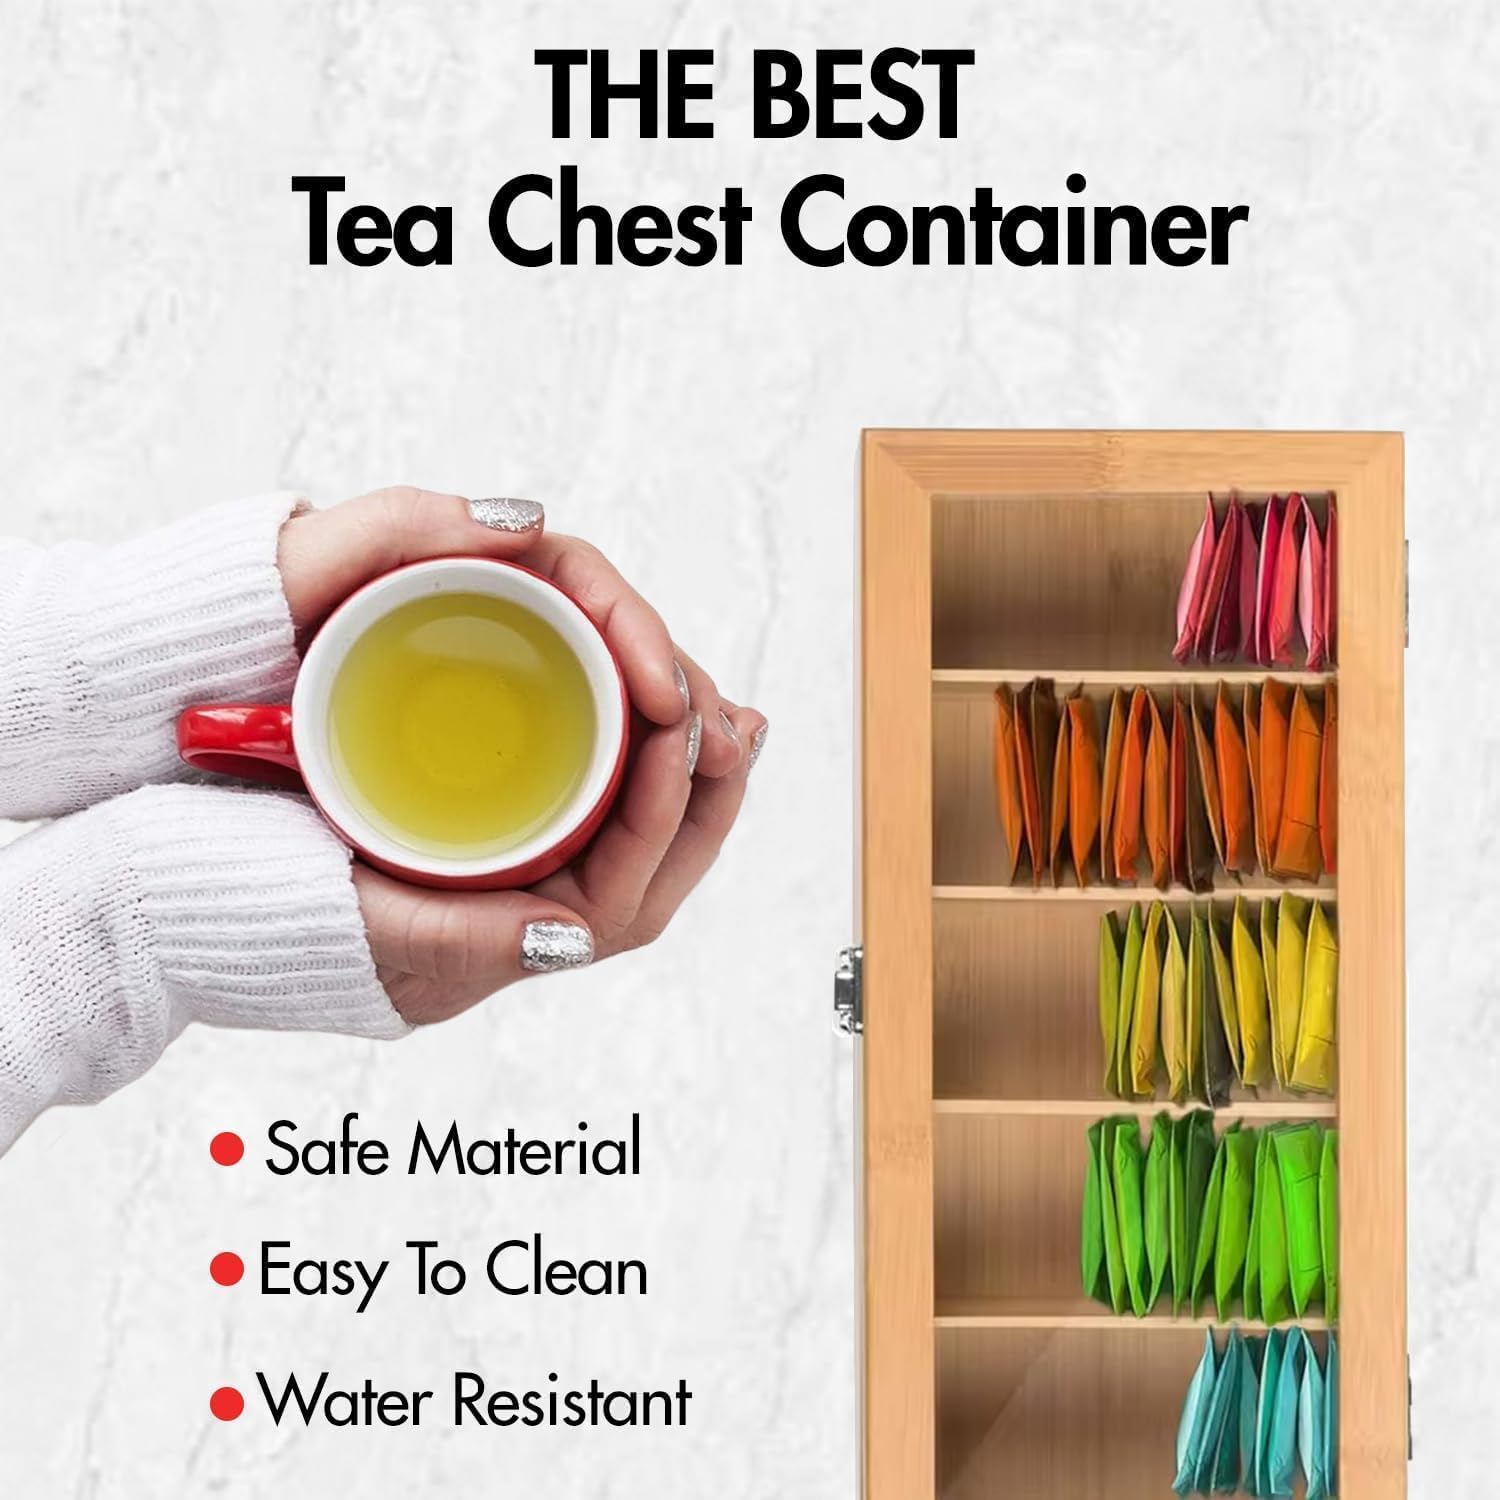 THE BEST
Tea Chest Container
Safe Material
Easy To Clean
Water Resistant